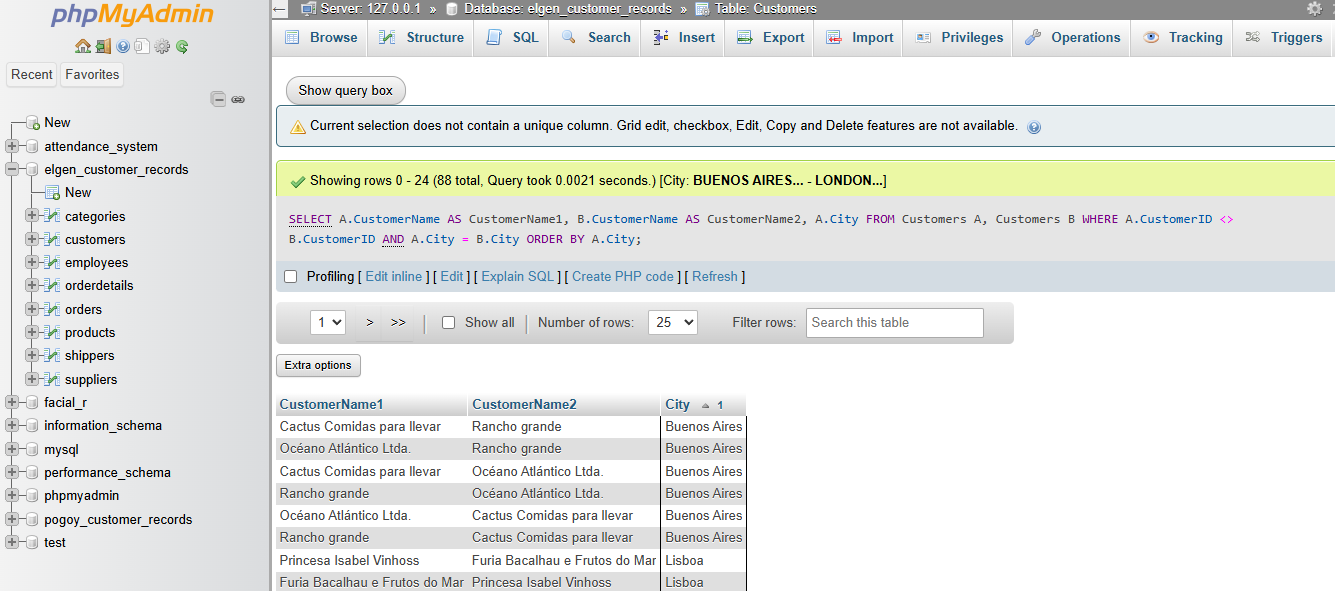 phpMyAdmin
Recent Favorites
New
attendance_system
elgen_customer_records
New
categories
customers
employees
orderdetails
orders
products
shippers
suppliers
facial_r
information_schema
mysql
performance_schema
phpmyadmin
pogoy_customer_records
test
Server: 127.0.0.1 » Database: elgen_customer_records » Table: Customers
Browse Structure SQL Search Insert Export Import Privileges Operations Tracking Triggers
Show query box
Current selection does not contain a unique column. Grid edit, checkbox, Edit, Copy and Delete features are not available.
Showing rows 0 - 24 (88 total, Query took 0.0021 seconds.) [City: BUENOS AIRES... - LONDON...]
SELECT A.CustomerName AS CustomerName1, B.CustomerName AS CustomerName2, A.City FROM Customers A, Customers B WHERE A.CustomerID <>
B.CustomerID AND A.City = B.City ORDER BY A.City;
Profiling [ Edit inline ] [ Edit ] [ Explain SQL ] [ Create PHP code ] [ Refresh ]
1 > >> | Show all | Number of rows: 25 Filter rows: Search this table
Extra options
CustomerName1 CustomerName2 City 1
Cactus Comidas para llevar Rancho grande Buenos Aires
Océano Atlántico Ltda. Rancho grande Buenos Aires
Cactus Comidas para llevar Océano Atlántico Ltda. Buenos Aires
Rancho grande Océano Atlántico Ltda. Buenos Aires
Océano Atlántico Ltda. Cactus Comidas para llevar Buenos Aires
Rancho grande Cactus Comidas para llevar Buenos Aires
Princesa Isabel Vinhoss Furia Bacalhau e Frutos do Mar Lisboa
Furia Bacalhau e Frutos do Mar Princesa Isabel Vinhoss Lisboa